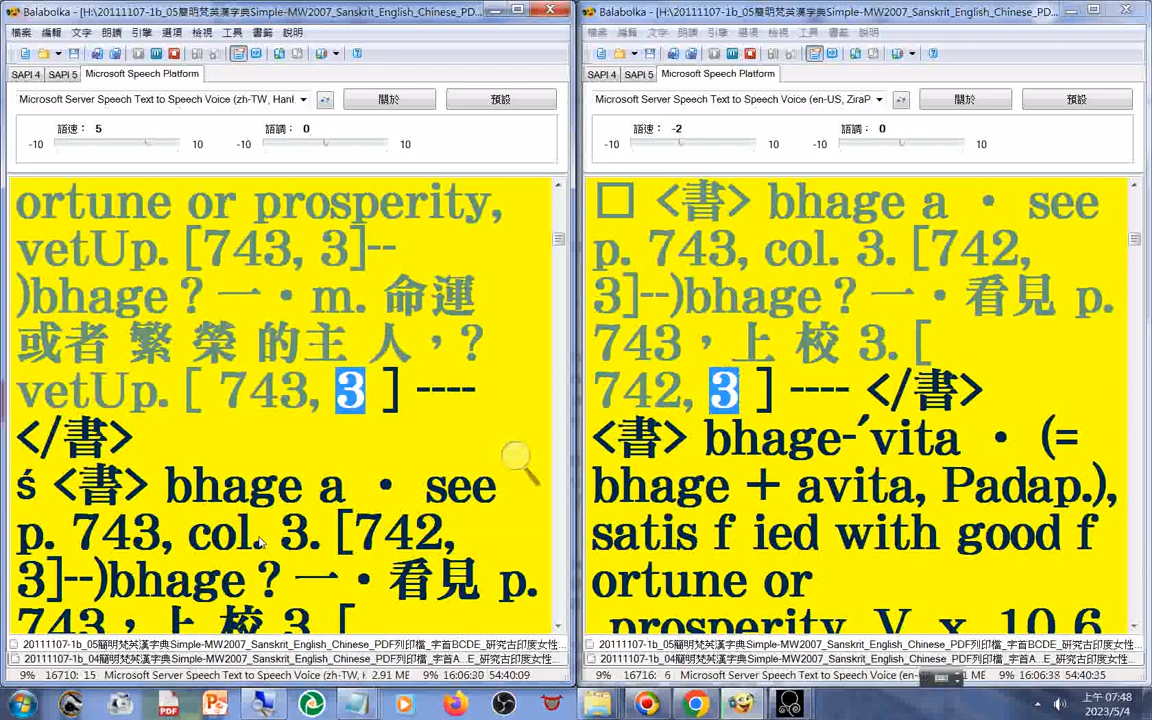 Balabolka - [H:\20111107-1b_05簡明梵英漢字典Simple-MW2007_Sanskrit_English_Chinese_PD...
檔案 編輯 文字 朗讀 引擎 選項 檢視 工具 書籤 說明
SAPI 4 SAPI 5 Microsoft Speech Platform
Microsoft Server Speech Text to Speech Voice (zh-TW, HanI
關於
預設
語速： 5
語調： 0
-10 10 -10 10
ortune or prosperity,
vetUp. [743, 3]--
)bhage？一・m. 命運
或者 繁 榮 的主 人，？
vetUp. [ 743, 3 ] ----
</書>
ś <書> bhage a ・ see
p. 743, col. 3. [742,
3]--)bhage？一・看見 p.
743，上 校 3. [
20111107-1b_05簡明梵英漢字典Simple-MW2007_Sanskrit_English_Chinese_PDF列印檔_字首BCDE_研究古印度女性...
20111107-1b_04簡明梵英漢字典Simple-MW2007_Sanskrit_English_Chinese_PDF列印檔_字首A...E_研究古印度女性...
9% 16710: 15 Microsoft Server Speech Text to Speech Voice (zh-TW, 2.91 MB 9% 16:06:30 54:40:09
Balabolka - [H:\20111107-1b_05簡明梵英漢字典Simple-MW2007_Sanskrit_English_Chinese_PD...
檔案 編輯 文字 朗讀 引擎 選項 檢視 工具 書籤 說明
SAPI 4 SAPI 5 Microsoft Speech Platform
Microsoft Server Speech Text to Speech Voice (en-US, ZiraP
關於
預設
語速： -2
語調： 0
-10 10 -10 10
□ <書> bhage a ・ see
p. 743, col. 3. [742,
3]--)bhage？一・看見 p.
743，上 校 3. [
742, 3 ] ---- </書>
<書> bhage-´vita ・ (=
bhage + avita, Padap.),
satis f ied with good f
ortune or
prosperity, V. x, 10,6
20111107-1b_05簡明梵英漢字典Simple-MW2007_Sanskrit_English_Chinese_PDF列印檔_字首BCDE_研究古印度女性...
20111107-1b_04簡明梵英漢字典Simple-MW2007_Sanskrit_English_Chinese_PDF列印檔_字首A...E_研究古印度女性...
9% 16716: 6 Microsoft Server Speech Text to Speech Voice (en-U MB 9% 16:06:38 54:40:35
PDF
上午 07:48
2023/5/4